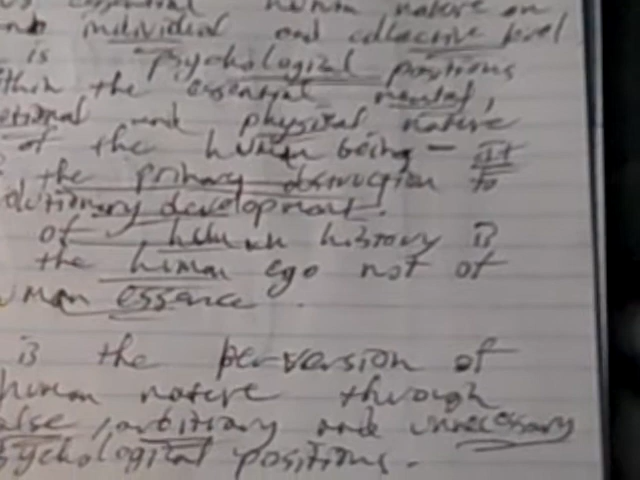 essential human nature on
individual and collective level
is psychological positions
within the essential mental,
and physical nature
of the human being - it
the primary obstruction to
evolutionary development.
of human history is
the human ego not of
human essence.
is the perversion of
human nature through
false, arbitrary and unnecessary
psychological positions.